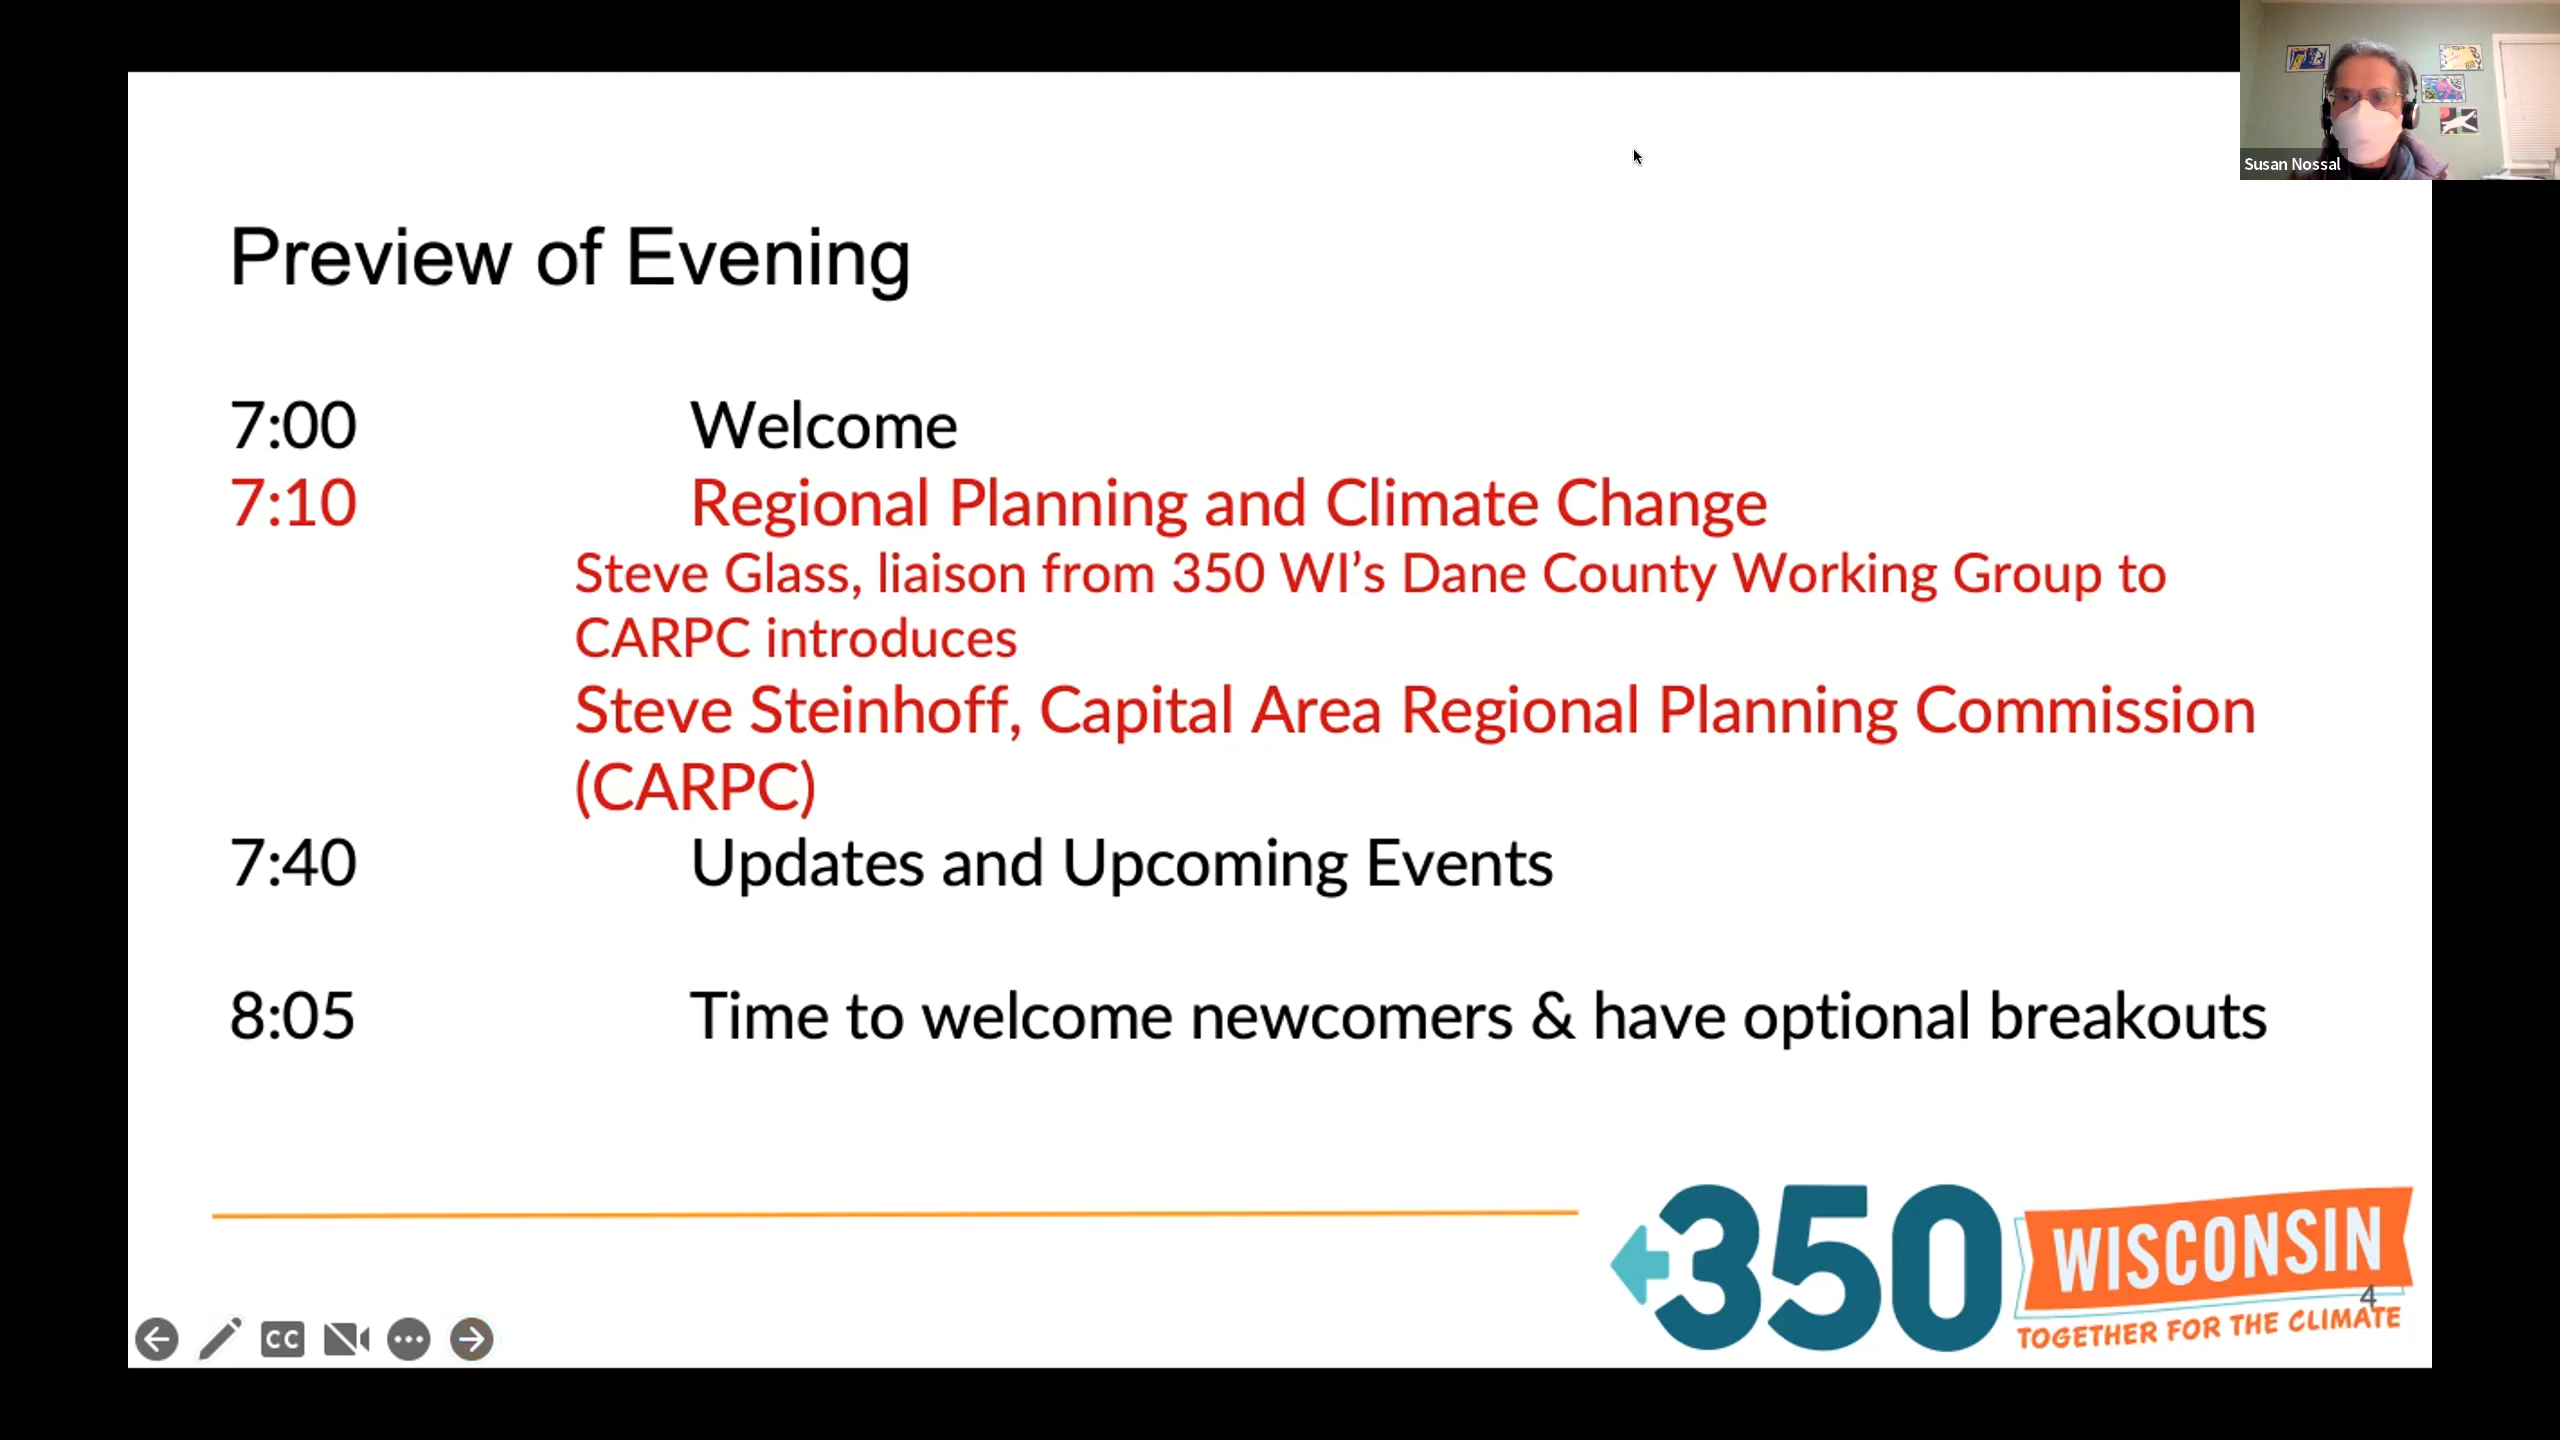 Susan Nossal
Preview of Evening
7:00 Welcome
7:10 Regional Planning and Climate Change
Steve Glass, liaison from 350 WI’s Dane County Working Group to
CARPC introduces
Steve Steinhoff, Capital Area Regional Planning Commission
(CARPC)
7:40 Updates and Upcoming Events
8:05 Time to welcome newcomers & have optional breakouts
350 WISCONSIN
4
TOGETHER FOR THE CLIMATE
CC